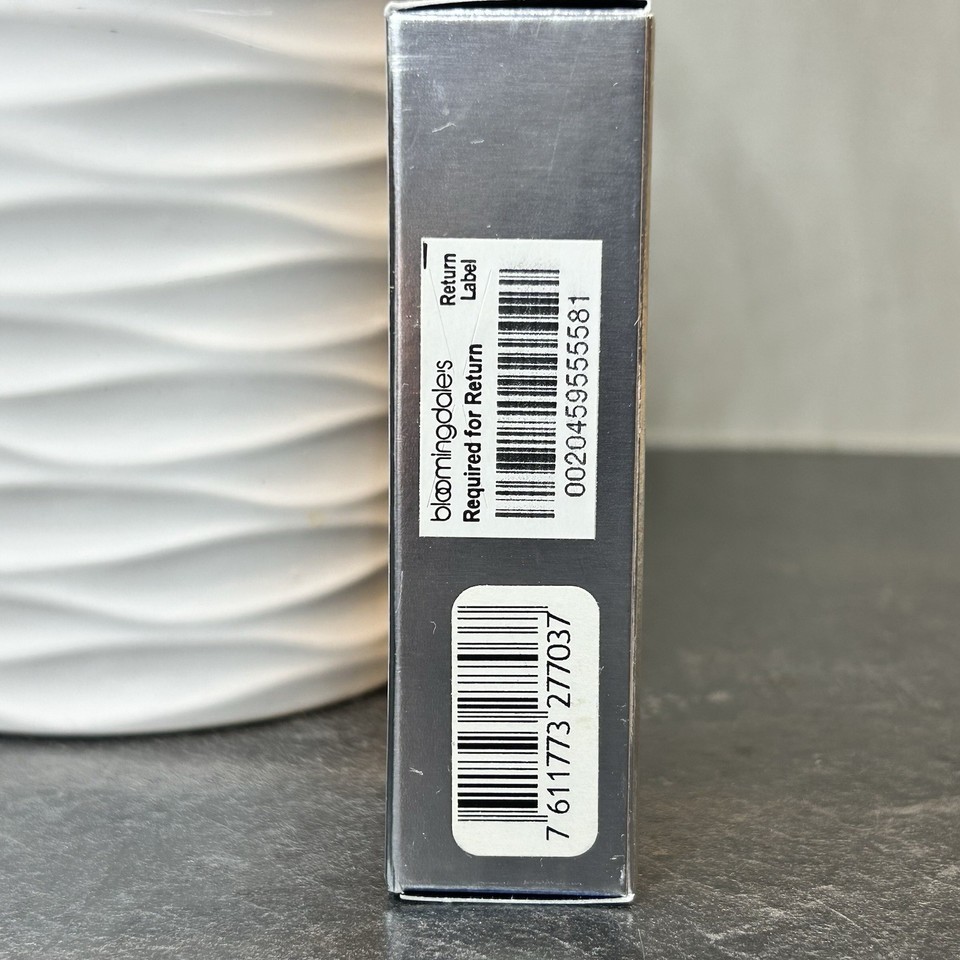 bloomingdale's
Return
Label
Required for Return
0020459555581
7 611773 277037